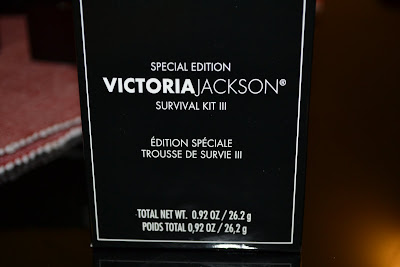 SPECIAL EDITION
VICTORIAJACKSON®
SURVIVAL KIT III
ÉDITION SPÉCIALE
TROUSSE DE SURVIE III
TOTAL NET WT. 0.92 OZ / 26.2 g
POIDS TOTAL 0,92 OZ / 26,2 g